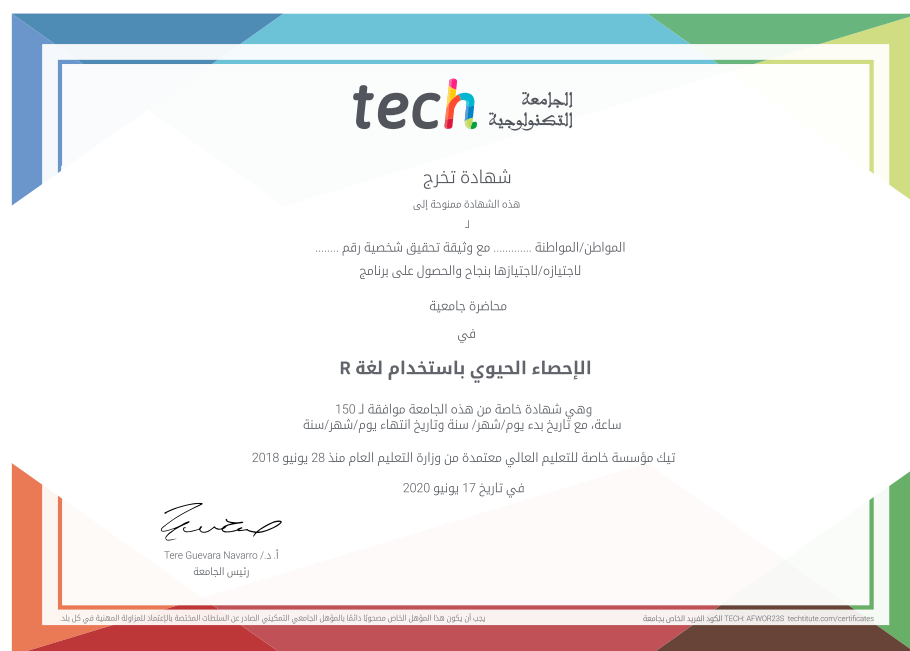 tech
الجامعة
التكنولوجية
شهادة تخرج
هذه الشهادة ممنوحة إلى
لـ
المواطن/المواطنة ............. مع وثيقة تحقيق شخصية رقم ........
لاجتيازه/لاجتيازها بنجاح والحصول على برنامج
محاضرة جامعية
في
الإحصاء الحيوي باستخدام لغة R
وهي شهادة خاصة من هذه الجامعة موافقة لـ 150
ساعة، مع تاريخ بدء يوم/شهر/ سنة وتاريخ انتهاء يوم/شهر/سنة
تيك مؤسسة خاصة للتعليم العالي معتمدة من وزارة التعليم العام منذ 28 يونيو 2018
في تاريخ 17 يونيو 2020
أ. د./ Tere Guevara Navarro
رئيس الجامعة
يجب أن يكون هذا المؤهل الخاص مصحوبًا دائمًا بالمؤهل الجامعي التمكيني الصادر عن السلطات المختصة بالإعتماد للمزاولة المهنية في كل بلد.
الكود الفريد الخاص بجامعة TECH: AFWOR23S techtitute.com/certificates